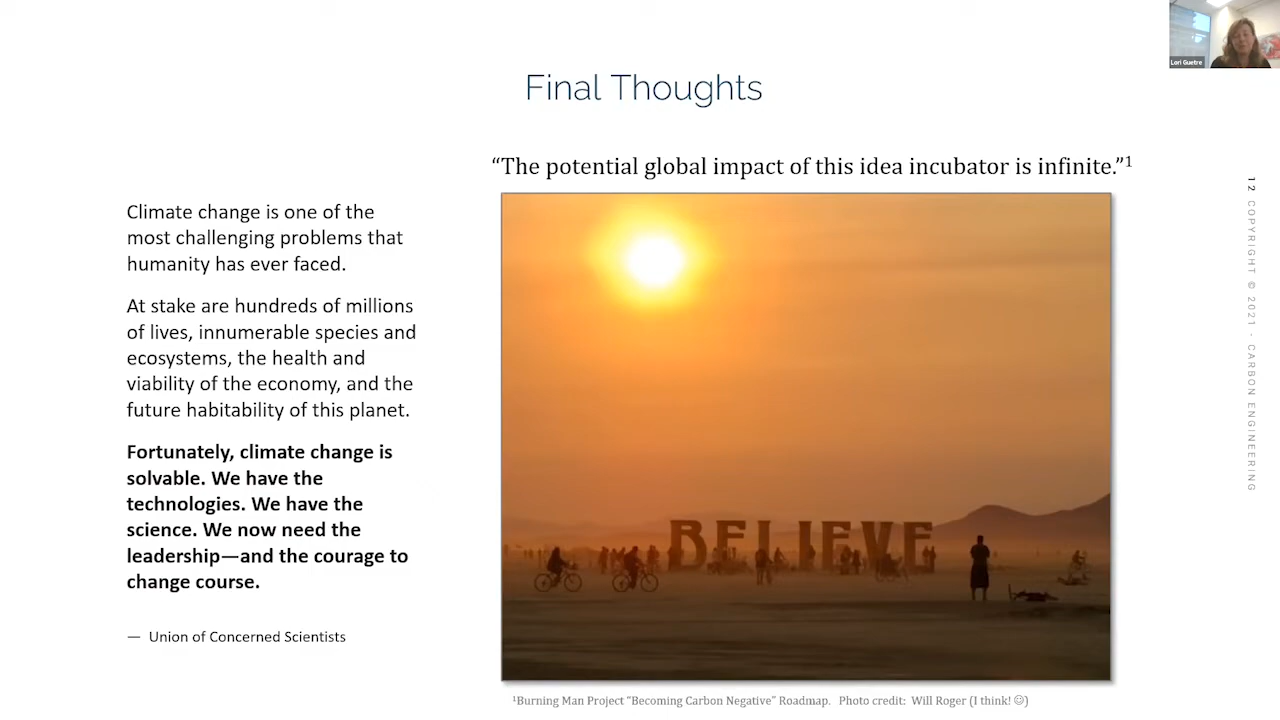 Lori Guetre
Final Thoughts
“The potential global impact of this idea incubator is infinite.”¹
Climate change is one of the
most challenging problems that
humanity has ever faced.
At stake are hundreds of millions
of lives, innumerable species and
ecosystems, the health and
viability of the economy, and the
future habitability of this planet.
Fortunately, climate change is
solvable. We have the
technologies. We have the
science. We now need the
leadership—and the courage to
change course.
— Union of Concerned Scientists
BELIEVE
¹Burning Man Project “Becoming Carbon Negative” Roadmap. Photo credit: Will Roger (I think! ☺)
12 COPYRIGHT © 2021 - CARBON ENGINEERING